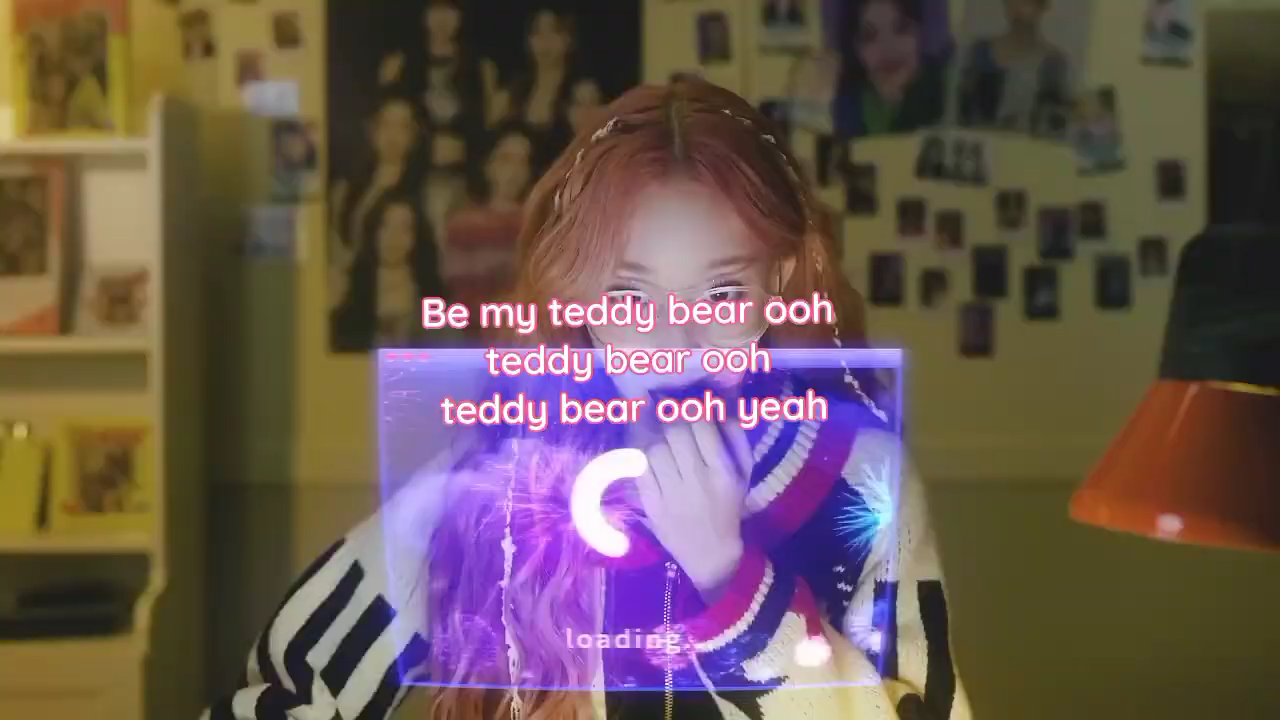 Be my teddy bear ooh
teddy bear ooh
teddy bear ooh yeah
loading